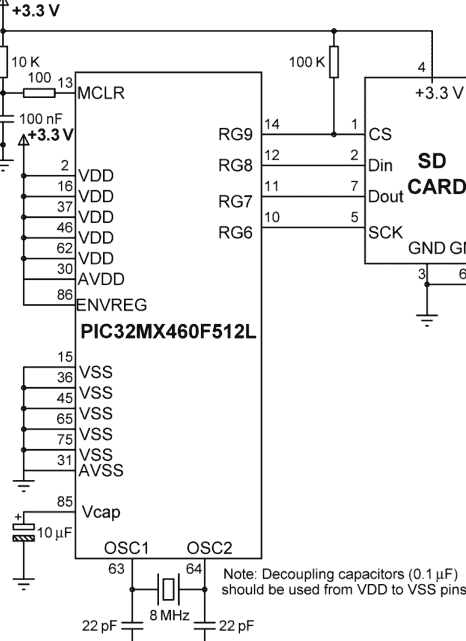 +3.3 V
10 K
100
13
MCLR
100 nF
+3.3 V
100 K
4
+3.3 V
RG9
14
1
CS
RG8
12
2
Din
SD
CARD
RG7
11
7
Dout
RG6
10
5
SCK
GND
3
6
2
VDD
16
VDD
37
VDD
46
VDD
62
VDD
30
AVDD
86
ENVREG
PIC32MX460F512L
15
VSS
36
VSS
45
VSS
65
VSS
75
VSS
31
AVSS
85
Vcap
+
10 µF
OSC1
OSC2
63
64
8 MHz
22 pF
22 pF
Note: Decoupling capacitors (0.1 µF)
should be used from VDD to VSS pins